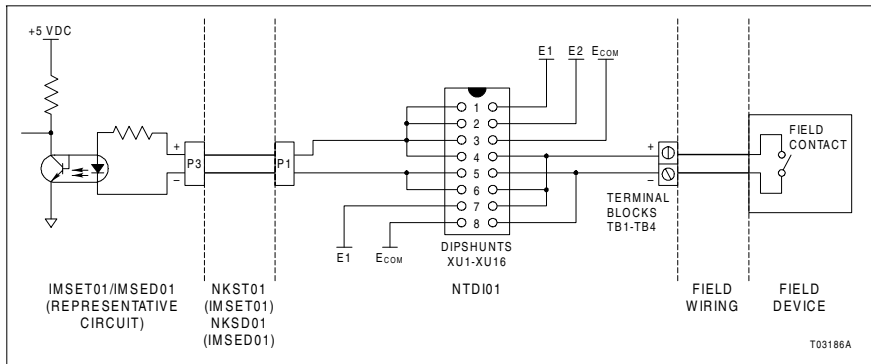 +5 VDC
E1 E2 ECOM
1
2
3
4
5
6
7
8
+
P3
−
P1
+
−
FIELD
CONTACT
TERMINAL
BLOCKS
TB1-TB4
E1 ECOM
DIPSHUNTS
XU1-XU16
NTDI01
IMSET01/IMSED01
(REPRESENTATIVE
CIRCUIT)
NKST01
(IMSET01)
NKSD01
(IMSED01)
FIELD
WIRING
FIELD
DEVICE
T03186A